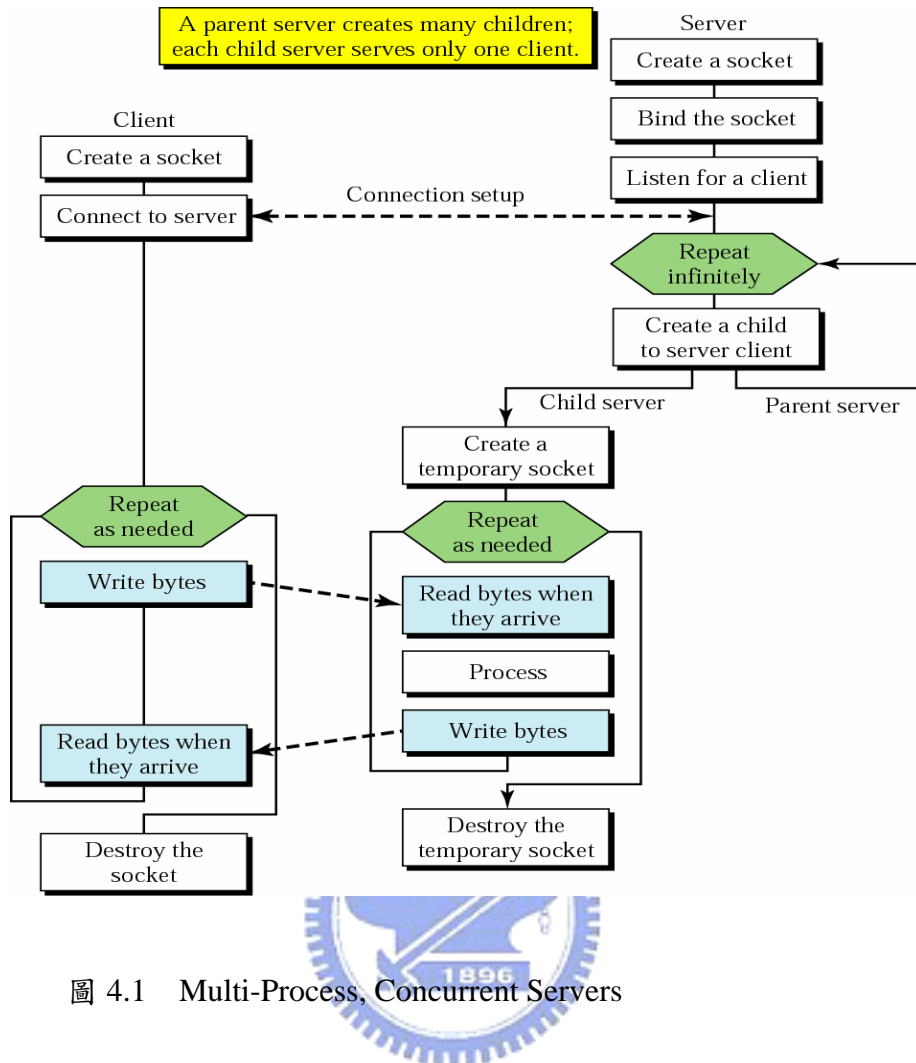 A parent server creates many children;
each child server serves only one client.
Server
Create a socket
Bind the socket
Listen for a client
Client
Create a socket
Connect to server
Connection setup
Repeat
infinitely
Create a child
to server client
Child server
Parent server
Create a
temporary socket
Repeat
as needed
Write bytes
Read bytes when
they arrive
Destroy the
socket
Repeat
as needed
Read bytes when
they arrive
Process
Write bytes
Destroy the
temporary socket
1896
圖 4.1 Multi-Process, Concurrent Servers